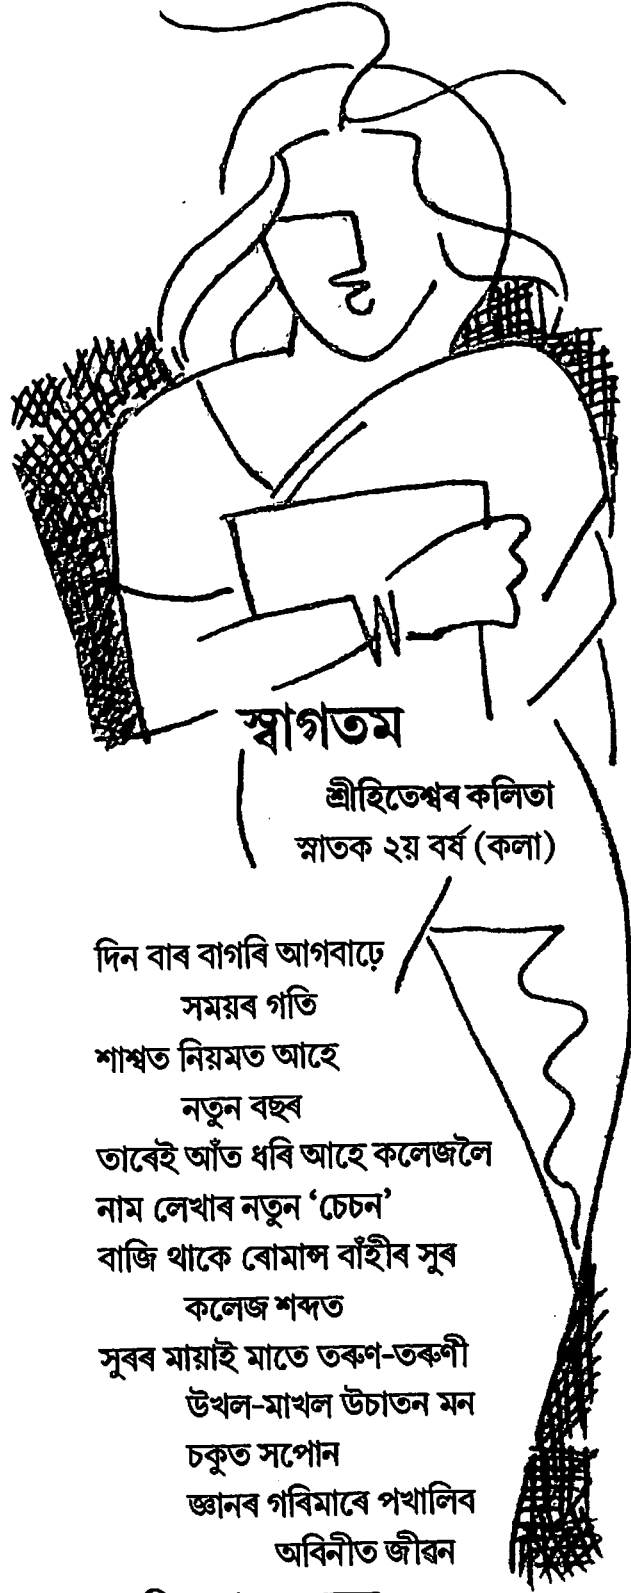 স্বাগতম
শ্ৰীহিতেশ্বৰ কলিতা
স্নাতক ২য় বৰ্ষ (কলা)
দিন বাৰ বাগৰি আগবাঢ়ে
সময়ৰ গতি
শাশ্বত নিয়মত আহে
নতুন বছৰ
তাৰেই আঁত ধৰি আহে কলেজলৈ
নাম লেখাৰ নতুন ‘চেচন’
বাজি থাকে ৰোমান্স বাঁহীৰ সুৰ
কলেজ শব্দত
সুৰৰ মায়াই মাতে তৰুণ-তৰুণী
উখল-মাখল উচাতন মন
চকুত সপোন
জ্ঞানৰ গৰিমাৰে পখালিব
অবিনীত জীৱন